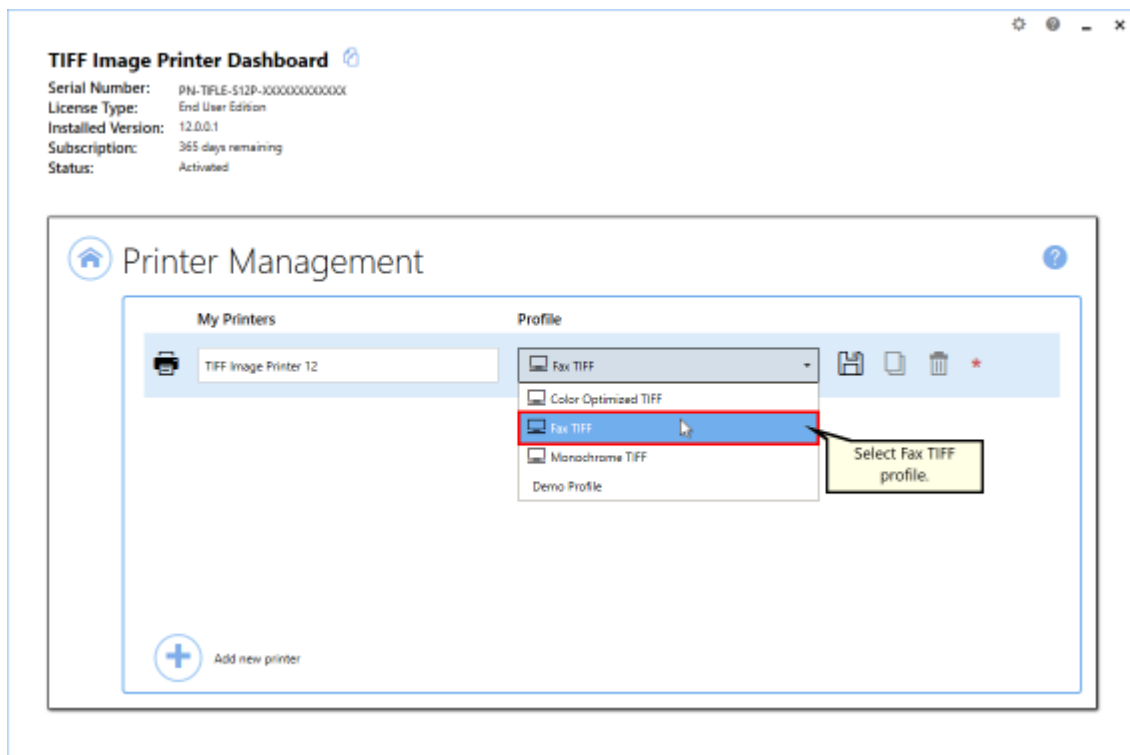 TIFF Image Printer Dashboard
Serial Number: PN-TIFLE-S12P-XXXXXXXXXXXXX
License Type: End User Edition
Installed Version: 12.0.0.1
Subscription: 365 days remaining
Status: Activated
Printer Management
?
My Printers Profile
TIFF Image Printer 12 Fax TIFF *
Color Optimized TIFF
Fax TIFF
Monochrome TIFF
Demo Profile
Select Fax TIFF
profile.
Add new printer